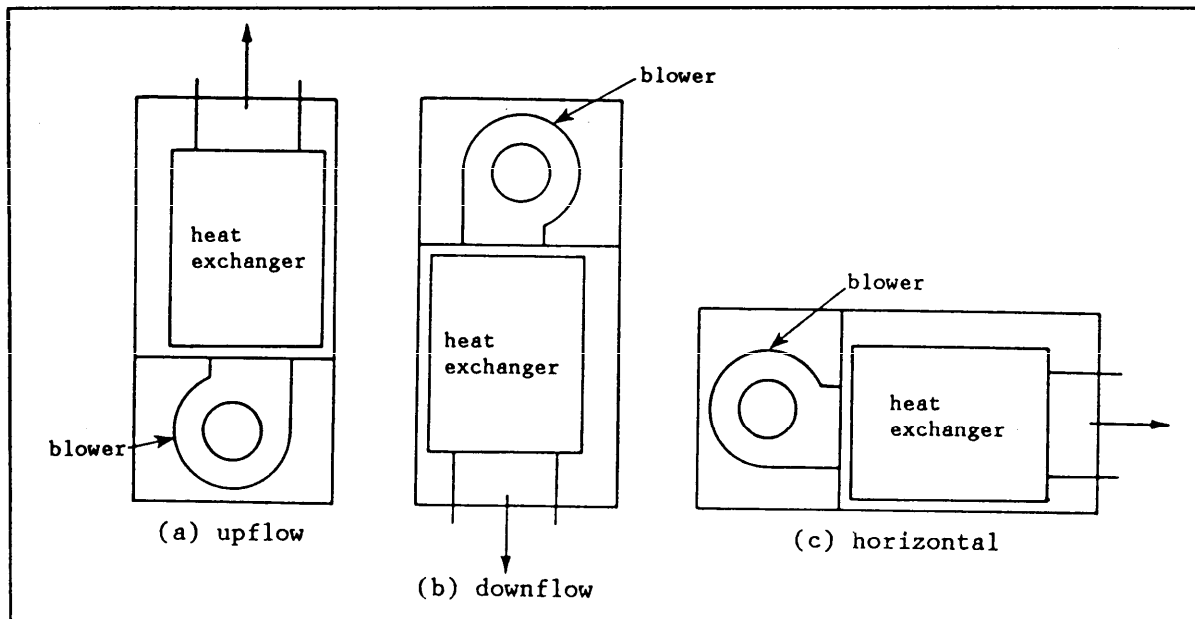 heat
exchanger
blower
(a) upflow
blower
heat
exchanger
(b) downflow
blower
heat
exchanger
(c) horizontal